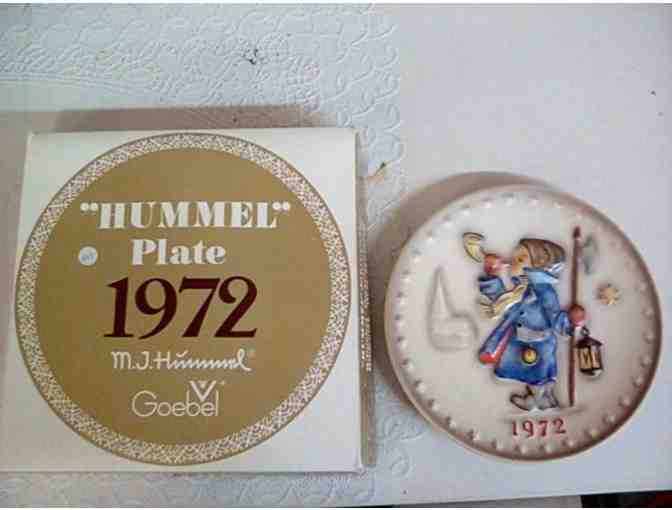 "HUMMEL"
Plate
1972
M.J.Hummel®
Goebel
1972